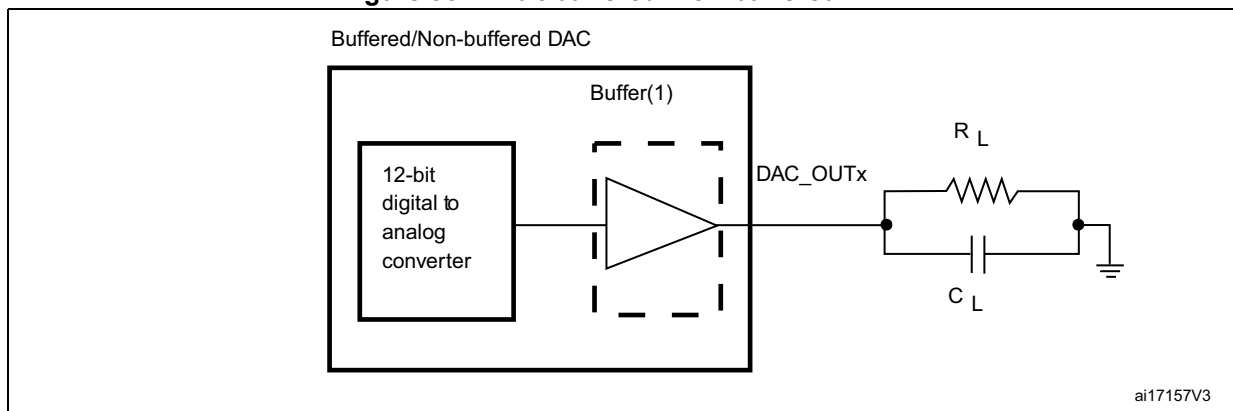 Buffered/Non-buffered DAC
Buffer(1)
12-bit
digital to
analog
converter
DAC_OUTx
R L
C L
ai17157V3